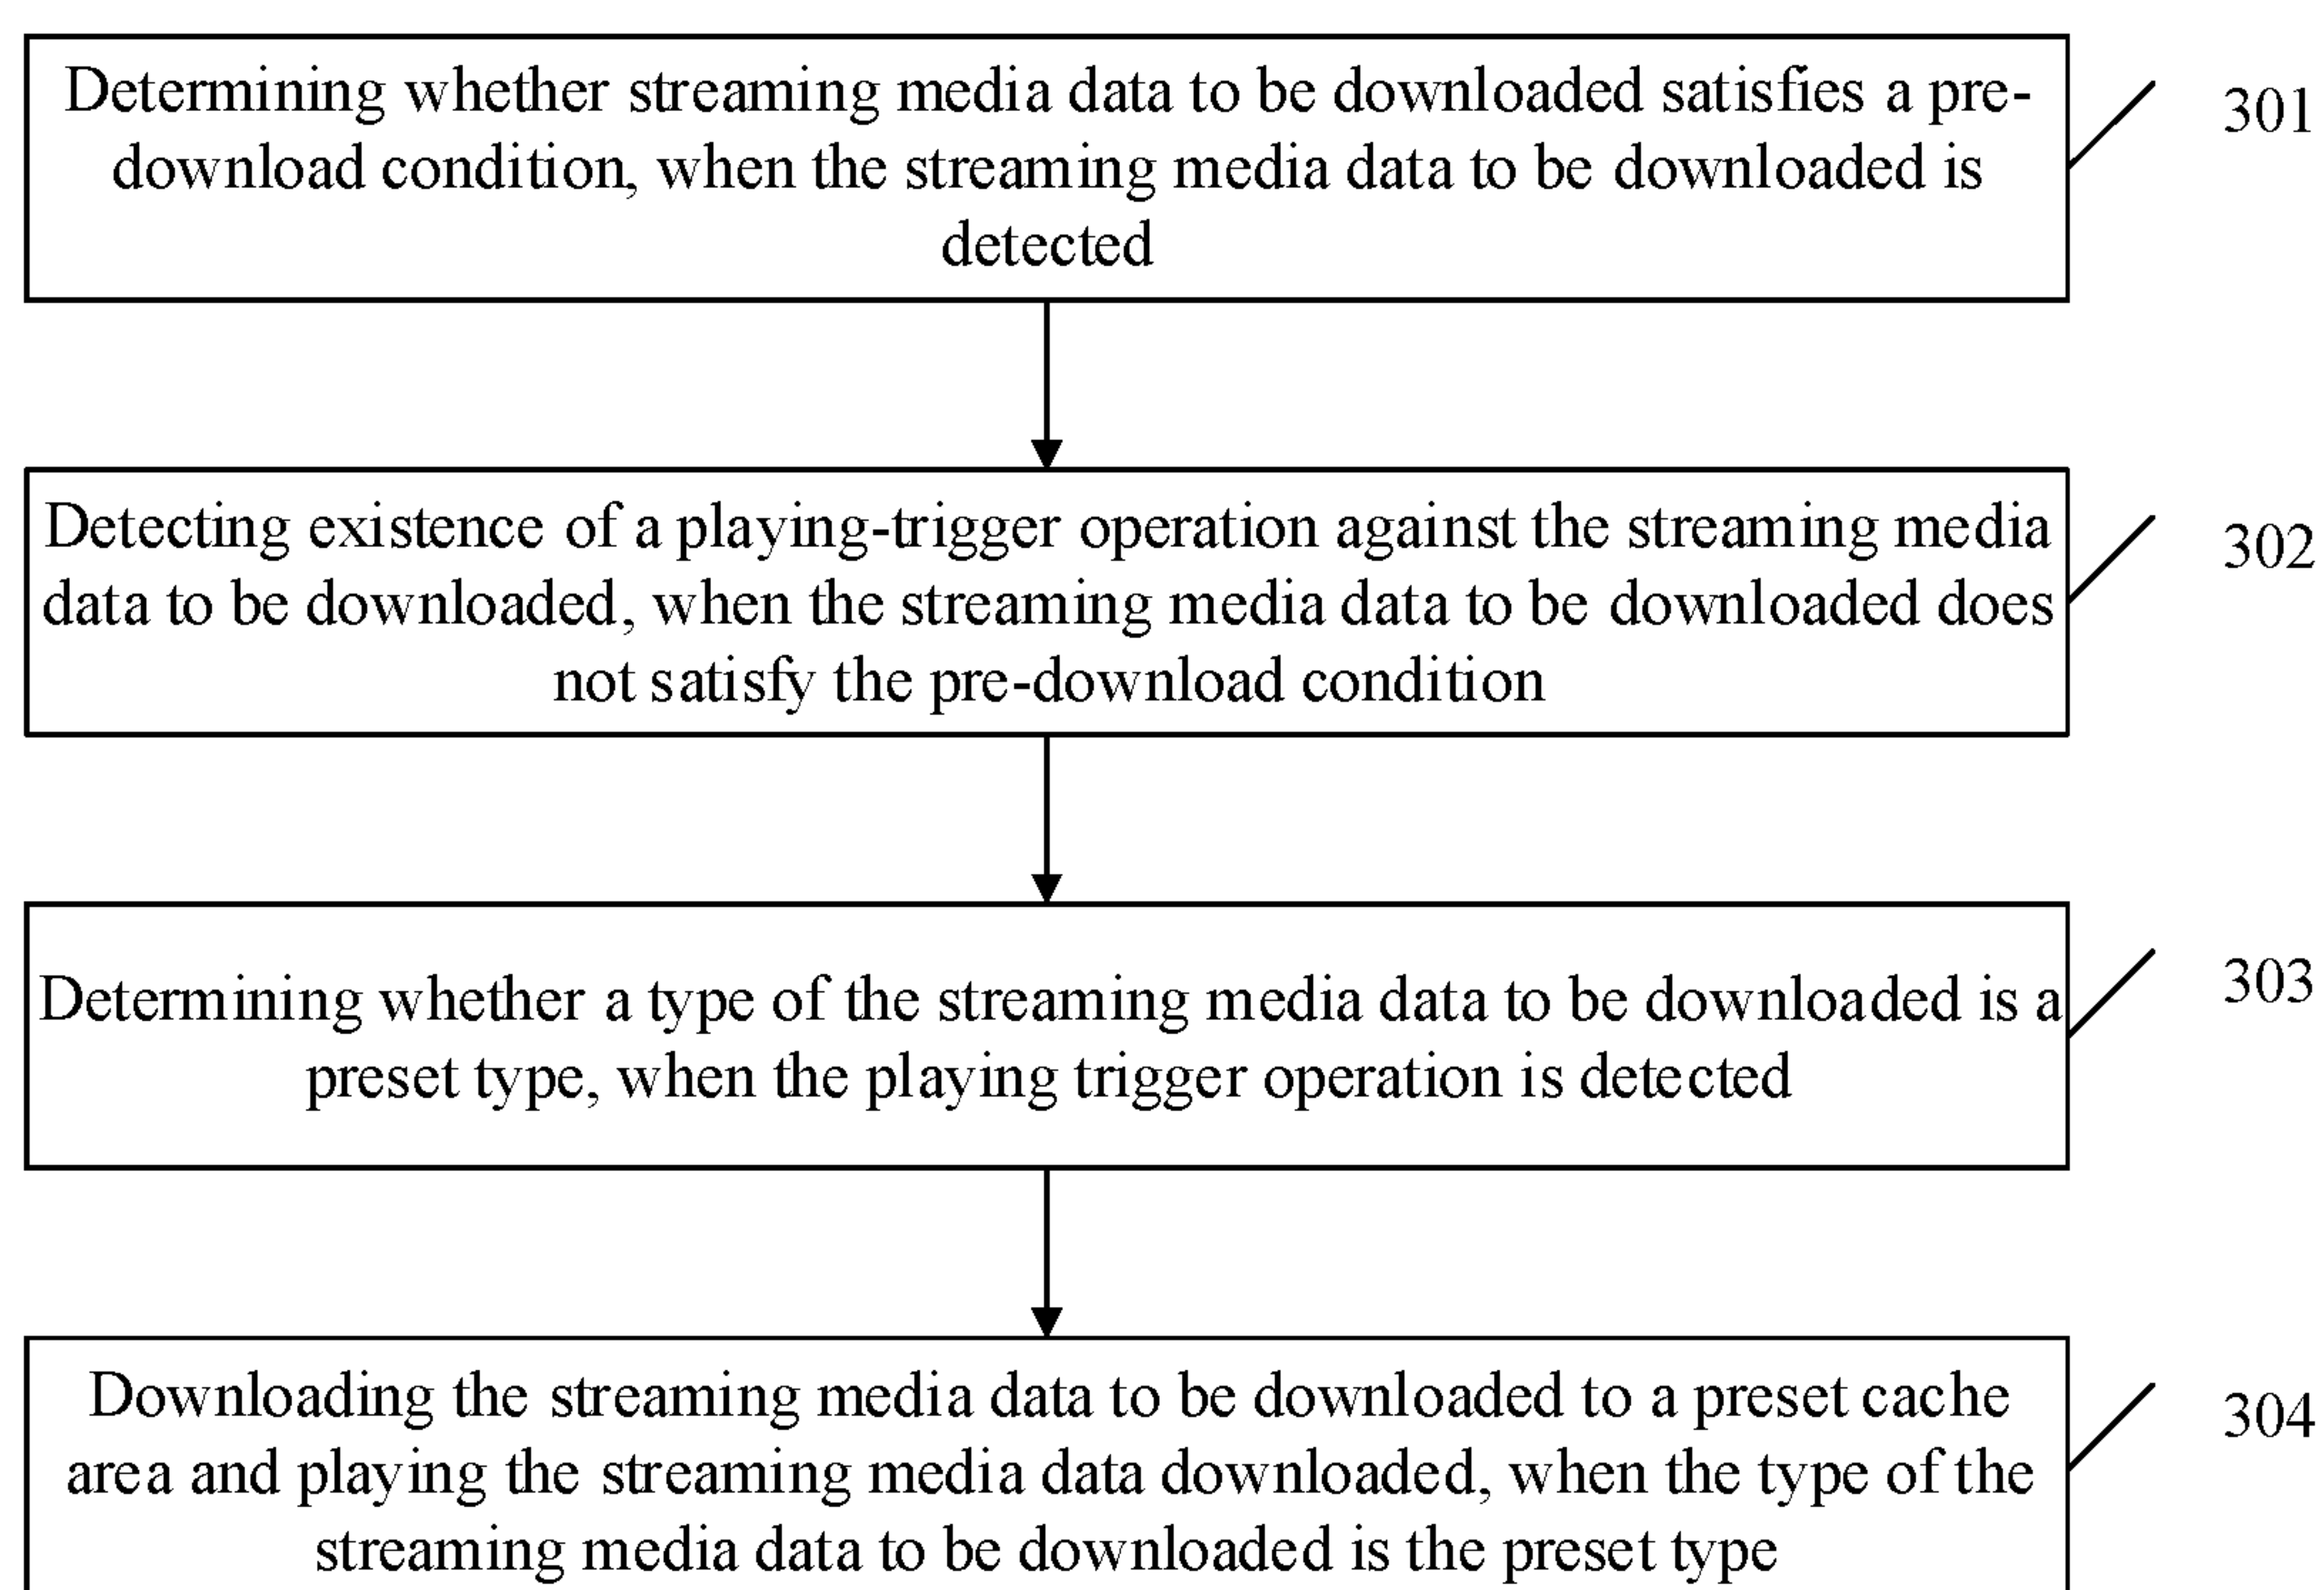 Determining whether streaming media data to be downloaded satisfies a pre-
download condition, when the streaming media data to be downloaded is
detected
301
Detecting existence of a playing-trigger operation against the streaming media
data to be downloaded, when the streaming media data to be downloaded does
not satisfy the pre-download condition
302
Determining whether a type of the streaming media data to be downloaded is a
preset type, when the playing trigger operation is detected
303
Downloading the streaming media data to be downloaded to a preset cache
area and playing the streaming media data downloaded, when the type of the
streaming media data to be downloaded is the preset type
304